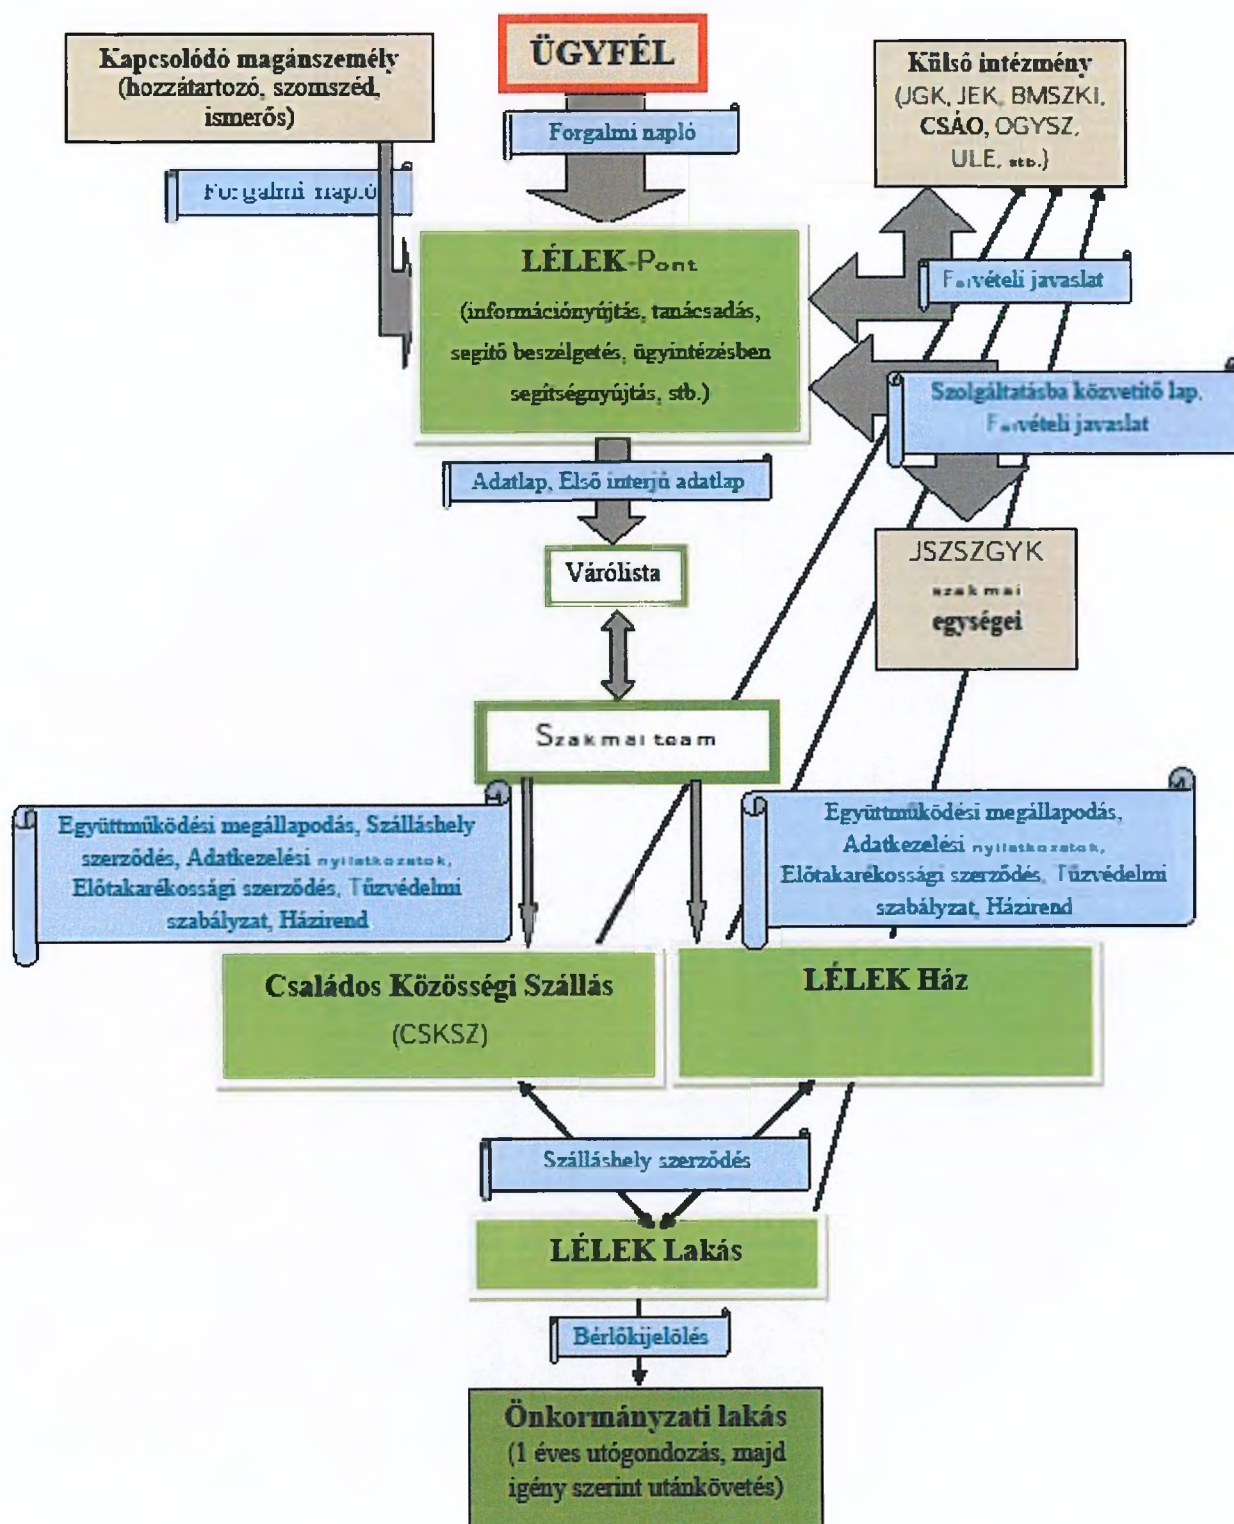 Kapcsolódó magánszemély
(hozzátartozó, szomszéd,
ismerős)
ÜGYFÉL
Külső intézmény
(JGK, JEK, BMSZKI,
CSÁO, OGYSZ,
ULE, stb.)
Forgalmi napló
Forgalmi napló
LÉLEK-Pont
(információnyújtás, tanácsadás,
segítő beszélgetés, ügyintézésben
segítségnyújtás, stb.)
Felvételi javaslat
Szolgáltatásba közvetítő lap,
Felvételi javaslat
Adatlap, Első interjú adatlap
Várólista
JSZSZGYK
szakmai
egységei
Szakmai team
Együttműködési megállapodás, Szálláshely
szerződés, Adatkezelési nyilatkozatok,
Előtakarékossági szerződés, Tűzvédelmi
szabályzat, Házirend
Együttműködési megállapodás,
Adatkezelési nyilatkozatok,
Előtakarékossági szerződés, Tűzvédelmi
szabályzat, Házirend
Családos Közösségi Szállás
(CSKSZ)
LÉLEK Ház
Szálláshely szerződés
LÉLEK Lakás
Bérlőkijelölés
Önkormányzati lakás
(1 éves utógondozás, majd
igény szerint utánkövetés)